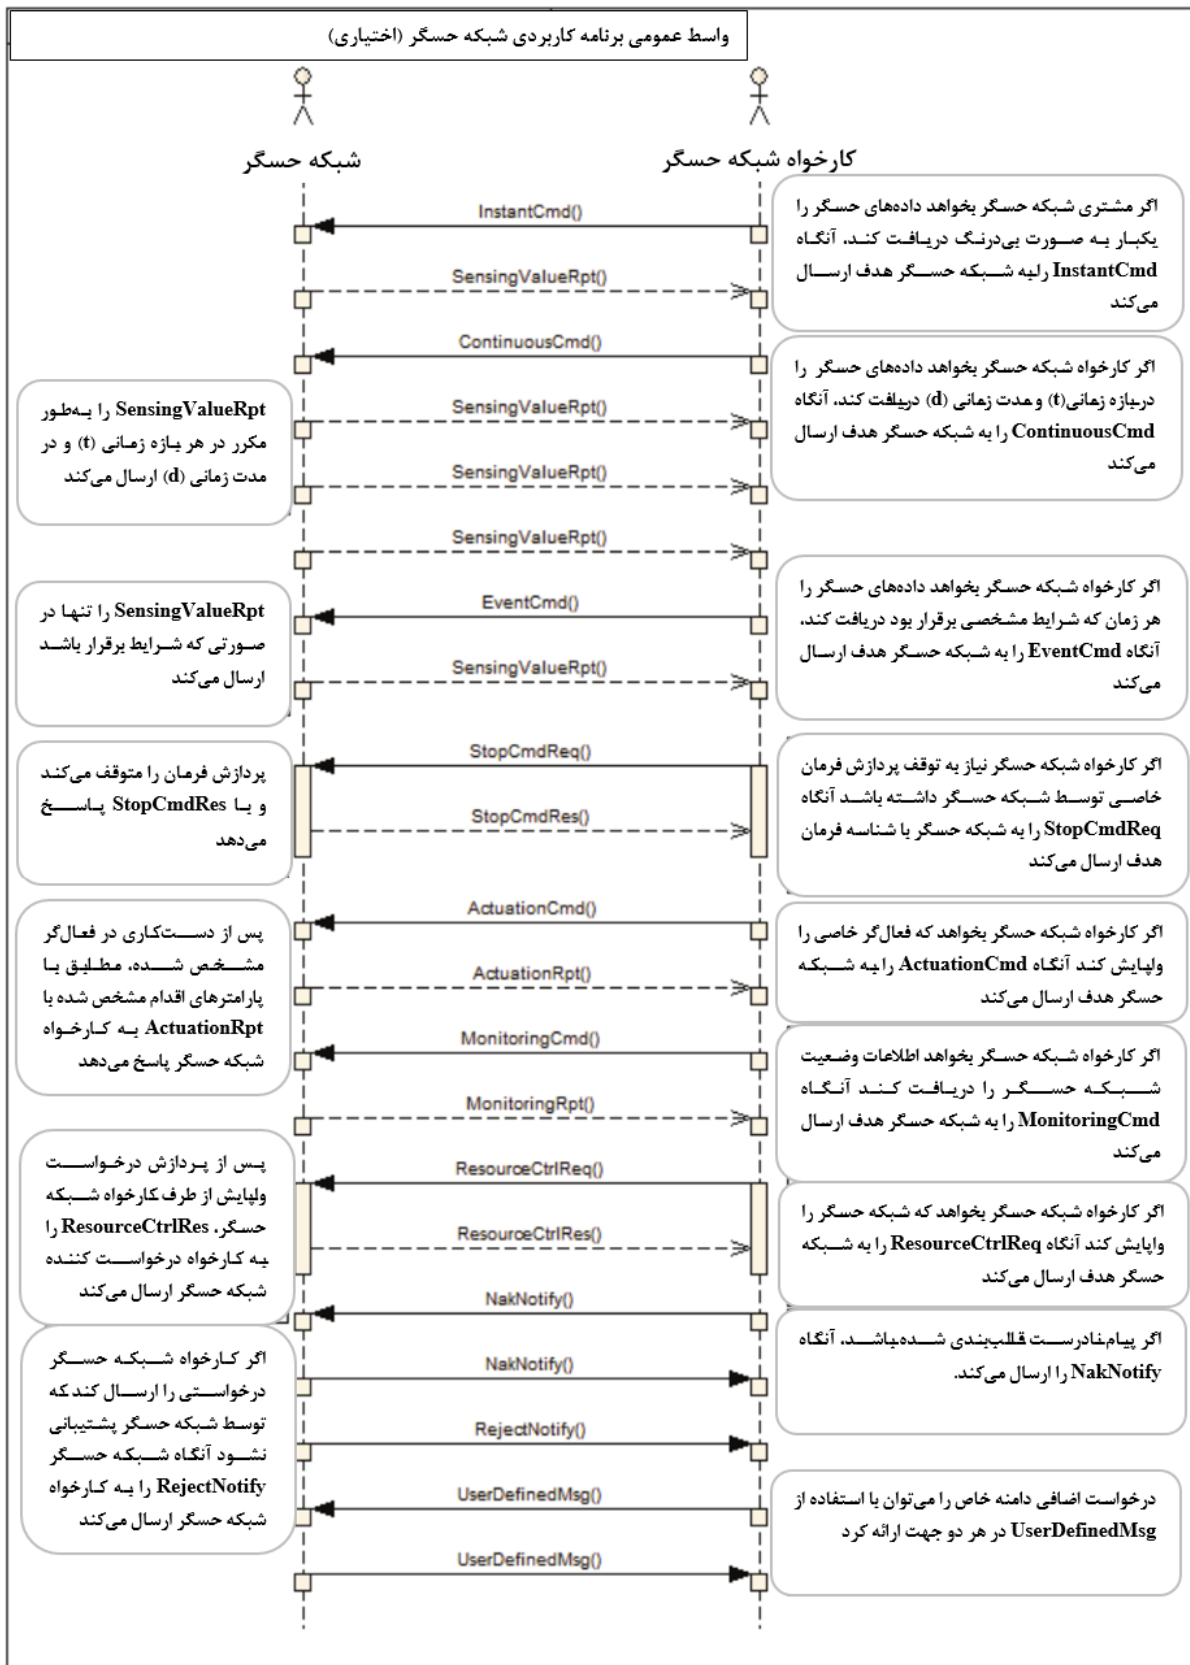 واسط عمومی برنامه کاربردی شبکه حسگر (اختیاری)
شبکه حسگر
کارخواه شبکه حسگر
InstantCmd()
اگر مشتری شبکه حسگر بخواهد داده‌های حسگر را
یکبار به صورت بی‌درنگ دریافت کند، آنگاه
InstantCmd رابه شبکه حسگر هدف ارسال
می‌کند
SensingValueRpt()
ContinuousCmd()
اگر کارخواه شبکه حسگر بخواهد داده‌های حسگر را
دربازه زمانی(t) و مدت زمانی (d) دریافت کند، آنگاه
ContinuousCmd را به شبکه حسگر هدف ارسال
می‌کند
SensingValueRpt را به‌طور
مکرر در هر بازه زمانی (t) و در
مدت زمانی (d) ارسال می‌کند
SensingValueRpt()
SensingValueRpt()
SensingValueRpt()
EventCmd()
اگر کارخواه شبکه حسگر بخواهد داده‌های حسگر را
هر زمان که شرایط مشخصی برقرار بود دریافت کند،
آنگاه EventCmd را به شبکه حسگر هدف ارسال
می‌کند
SensingValueRpt را تنها در
صورتی که شرایط برقرار باشد
ارسال می‌کند
SensingValueRpt()
StopCmdReq()
اگر کارخواه شبکه حسگر نیاز به توقف پردازش فرمان
خاصی توسط شبکه حسگر داشته باشد آنگاه
StopCmdReq را به شبکه حسگر با شناسه فرمان
هدف ارسال می‌کند
پردازش فرمان را متوقف می‌کند
و با StopCmdRes پاسخ
می‌دهد
StopCmdRes()
ActuationCmd()
اگر کارخواه شبکه حسگر بخواهد که فعال‌گر خاصی را
واپایش کند آنگاه ActuationCmd رابه شبکه
حسگر هدف ارسال می‌کند
پس از دست‌کاری در فعال‌گر
مشخص شده، مطابق با
پارامترهای اقدام مشخص شده با
ActuationRpt به کارخواه
شبکه حسگر پاسخ می‌دهد
ActuationRpt()
MonitoringCmd()
اگر کارخواه شبکه حسگر بخواهد اطلاعات وضعیت
شبکه حسگر را دریافت کند آنگاه
MonitoringCmd را به شبکه حسگر هدف ارسال
می‌کند
MonitoringRpt()
ResourceCtrlReq()
اگر کارخواه شبکه حسگر بخواهد که شبکه حسگر را
واپایش کند آنگاه ResourceCtrlReq را به شبکه
حسگر هدف ارسال می‌کند
پس از پردازش درخواست
واپایش از طرف کارخواه شبکه
حسگر، ResourceCtrlRes را
به کارخواه درخواست کننده
شبکه حسگر ارسال می‌کند
ResourceCtrlRes()
NakNotify()
اگر پیام‌نادرست قالب‌بندی شده‌باشد، آنگاه
NakNotify را ارسال می‌کند.
NakNotify()
اگر کارخواه شبکه حسگر
درخواستی را ارسال کند که
توسط شبکه حسگر پشتیبانی
نشود آنگاه شبکه حسگر
RejectNotify را به کارخواه
شبکه حسگر ارسال می‌کند
RejectNotify()
UserDefinedMsg()
درخواست اضافی دامنه خاص را می‌توان با استفاده از
UserDefinedMsg در هر دو جهت ارائه کرد
UserDefinedMsg()